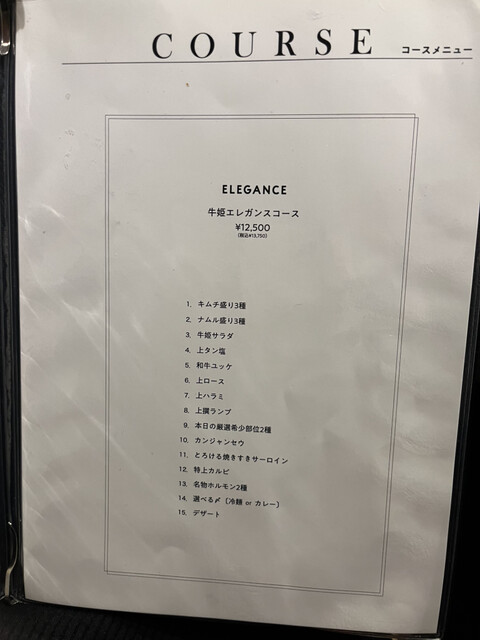 COURSE コースメニュー
ELEGANCE
牛姫エレガンスコース
¥12,500
(税込¥13,750)
1. キムチ盛り3種
2. ナムル盛り3種
3. 牛姫サラダ
4. 上タン塩
5. 和牛ユッケ
6. 上ロース
7. 上ハラミ
8. 上撰ランプ
9. 本日の厳選希少部位2種
10. カンジャンセウ
11. とろける焼きすきサーロイン
12. 特上カルビ
13. 名物ホルモン2種
14. 選べる〆〔冷麺 or カレー〕
15. デザート